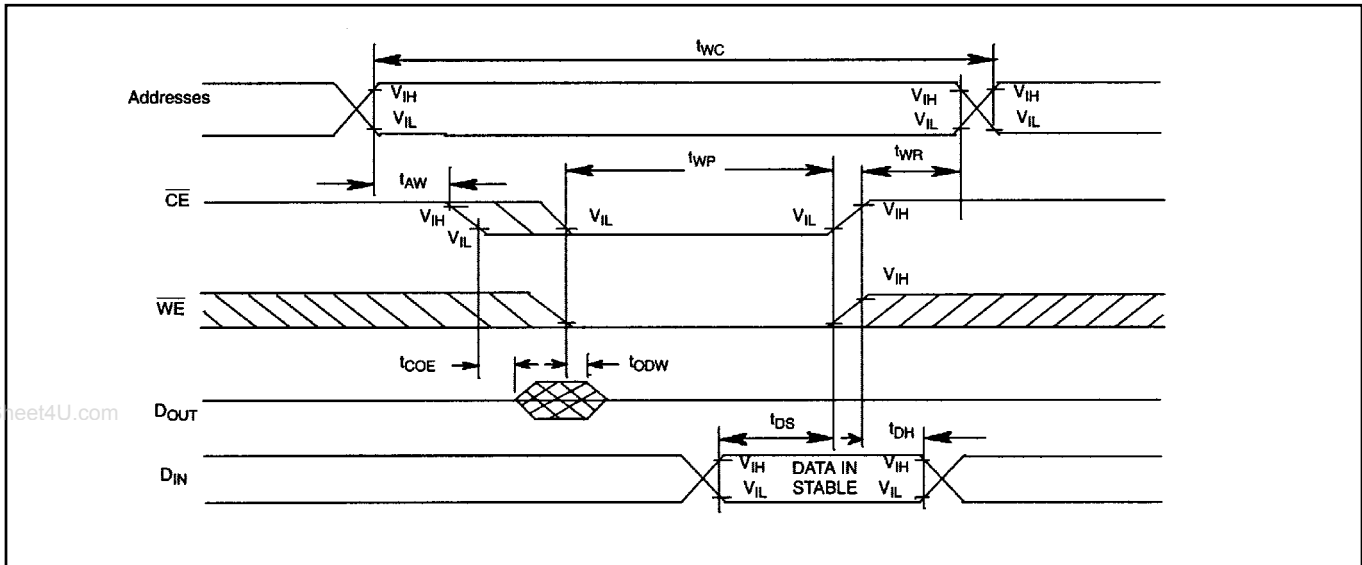 tWC
Addresses
VIH
VIL
VIH
VIL
VIH
VIL
tWP
tWR
tAW
CE
VIH
VIL
VIL
VIL
VIH
WE
VIH
tCOE
tODW
DOUT
heet4U.com
tDS
tDH
DIN
VIH
VIL
DATA IN
STABLE
VIH
VIL